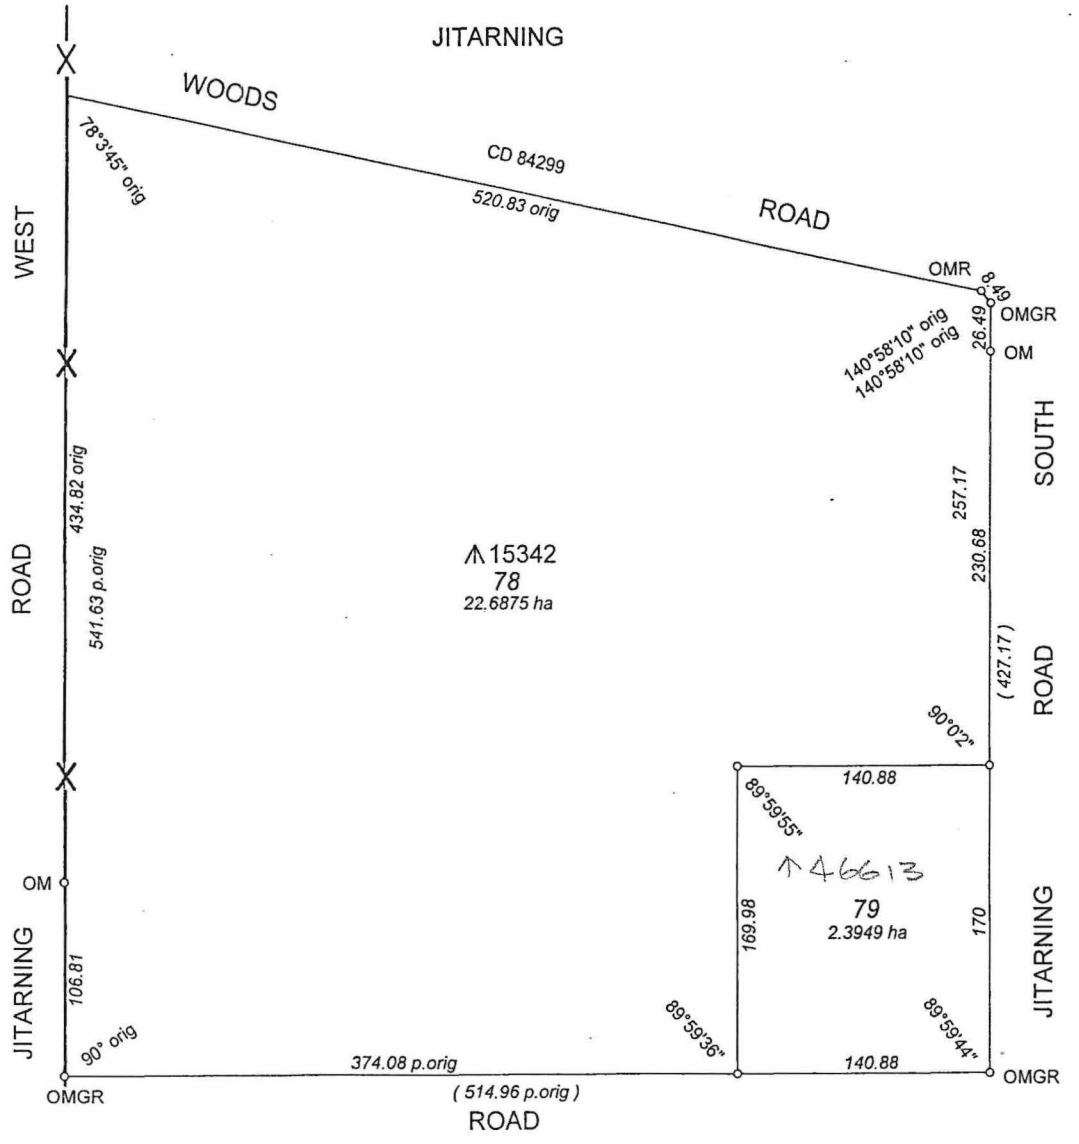 JITARNING
WOODS
78°3'45" orig
CD 84299
520.83 orig
ROAD
WEST
OMR
8.49
OMGR
26.49
140°58'10" orig
140°58'10" orig
OM
SOUTH
434.82 orig
541.63 p.orig
257.17
230.68
15342
78
22.6875 ha
ROAD
(427.17)
ROAD
90°0'2"
140.88
89°59'55"
↑ 46613
79
2.3949 ha
OM
169.98
170
JITARNING
106.81
JITARNING
90° orig
89°59'36"
89°59'44"
374.08 p.orig
140.88
OMGR
OMGR
(514.96 p.orig)
ROAD